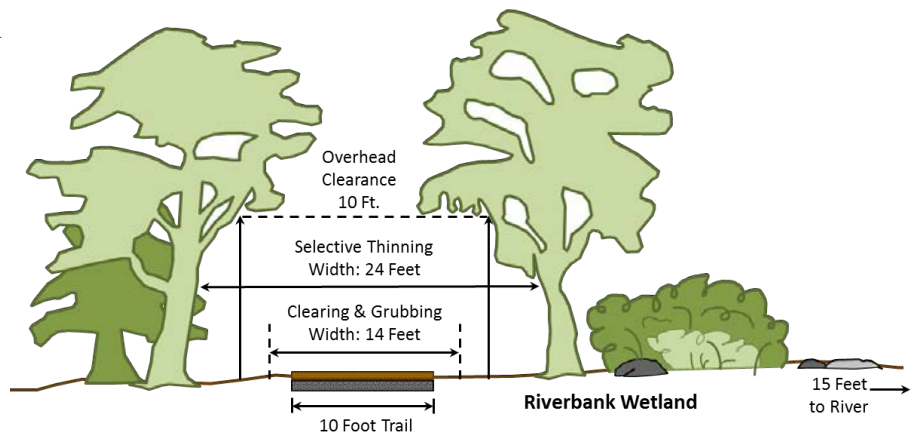 Overhead
Clearance
10 Ft.
Selective Thinning
Width: 24 Feet
Clearing & Grubbing
Width: 14 Feet
10 Foot Trail
Riverbank Wetland
15 Feet
to River